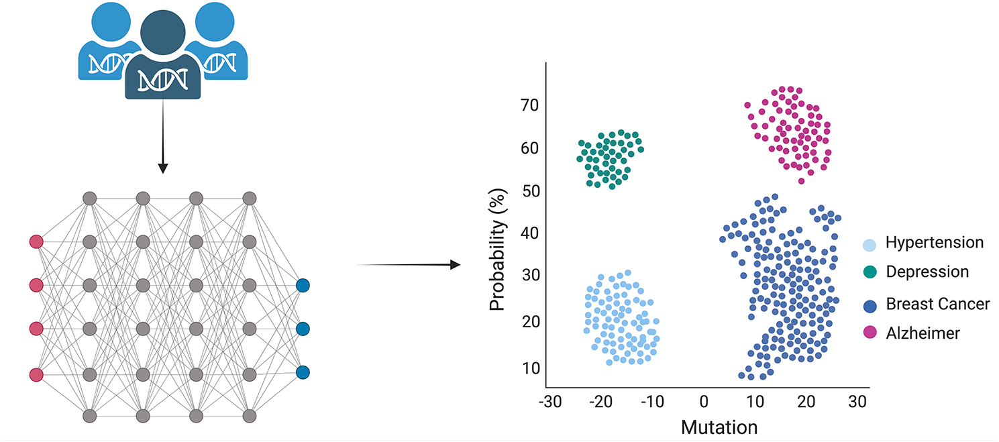 Probability (%)
70
60
50
40
30
20
10
-30 -20 -10 0 10 20 30
Mutation
Hypertension
Depression
Breast Cancer
Alzheimer